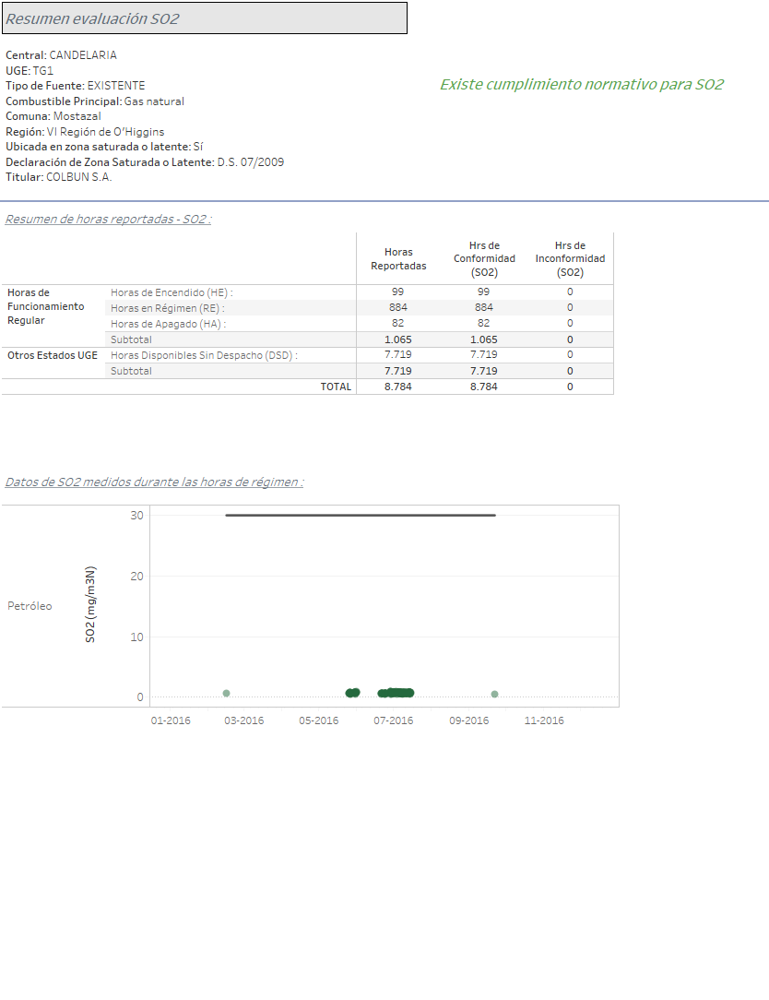 Resumen evaluación SO2
Central: CANDELARIA
UGE: TG1
Tipo de Fuente: EXISTENTE
Combustible Principal: Gas natural
Comuna: Mostazal
Región: VI Región de O’Higgins
Ubicada en zona saturada o latente: Sí
Declaración de Zona Saturada o Latente: D.S. 07/2009
Titular: COLBUN S.A.
Existe cumplimiento normativo para SO2
Resumen de horas reportadas - SO2 :
Horas Reportadas
Hrs de Conformidad (SO2)
Hrs de Inconformidad (SO2)
Horas de Funcionamiento Regular
Horas de Encendido (HE) : 99 99 0
Horas en Régimen (RE) : 884 884 0
Horas de Apagado (HA) : 82 82 0
Subtotal 1.065 1.065 0
Otros Estados UGE Horas Disponibles Sin Despacho (DSD) : 7.719 7.719 0
Subtotal 7.719 7.719 0
TOTAL 8.784 8.784 0
Datos de SO2 medidos durante las horas de régimen :
Petróleo
SO2 (mg/m3N)
30
20
10
0
01-2016 03-2016 05-2016 07-2016 09-2016 11-2016